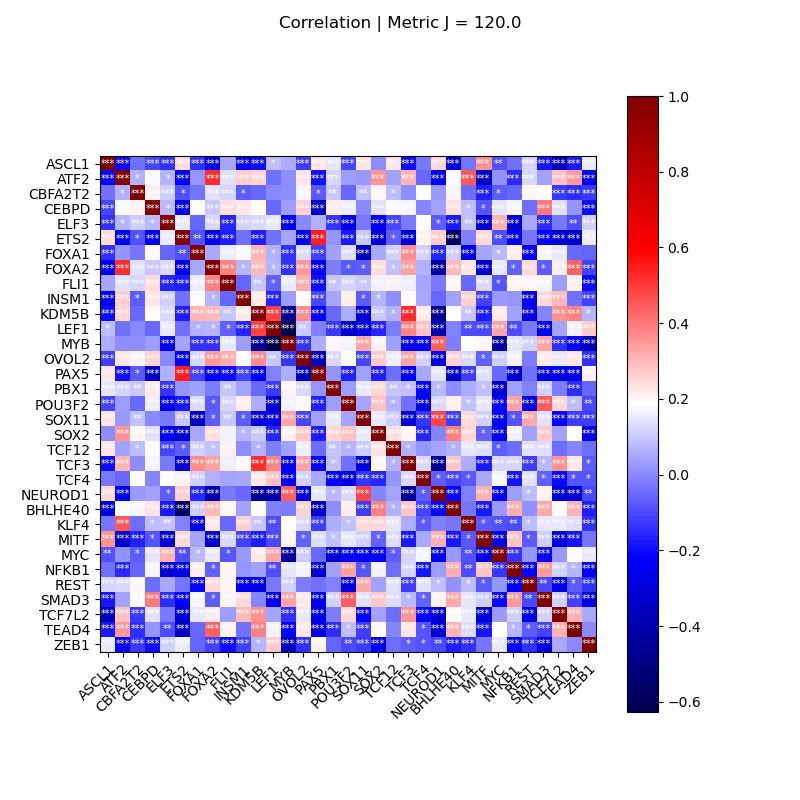 Correlation | Metric J = 120.0
ASCL1
ATF2
CBFA2T2
CEBPD
ELF3
ETS2
FOXA1
FOXA2
FLI1
INSM1
KDM5B
LEF1
MYB
OVOL2
PAX5
PBX1
POU3F2
SOX11
SOX2
TCF12
TCF3
TCF4
NEUROD1
BHLHE40
KLF4
MITF
MYC
NFKB1
REST
SMAD3
TCF7L2
TEAD4
ZEB1
ASCL1
ATF2
CBFA2T2
CEBPD
ELF3
ETS2
FOXA1
FOXA2
FLI1
INSM1
KDM5B
LEF1
MYB
OVOL2
PAX5
PBX1
POU3F2
SOX11
SOX2
TCF12
TCF3
TCF4
NEUROD1
BHLHE40
KLF4
MITF
MYC
NFKB1
REST
SMAD3
TCF7L2
TEAD4
ZEB1
1.0
0.8
0.6
0.4
0.2
0.0
−0.2
−0.4
−0.6